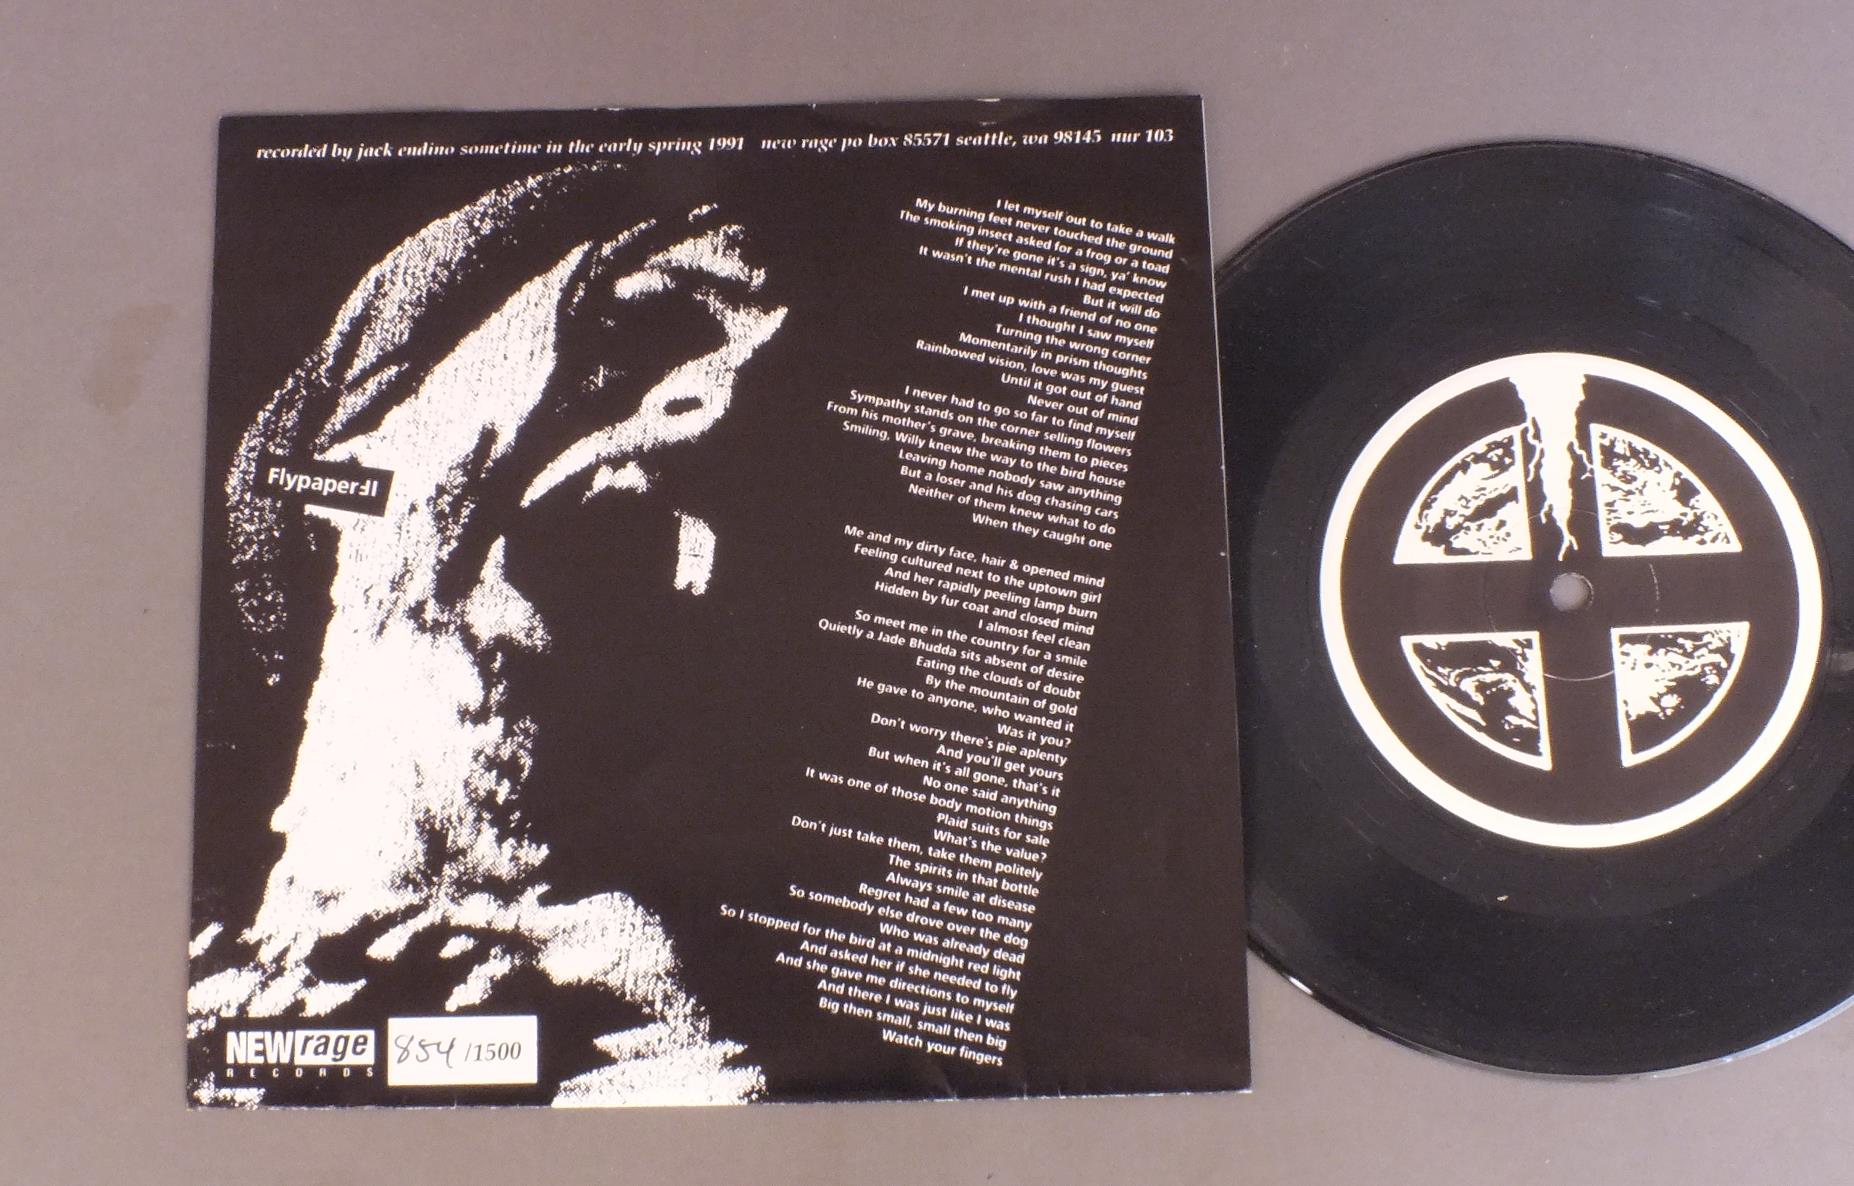 recorded by jack endino sometime in the early spring 1991 new rage po box 85571 seattle, wa 98145 nur 103
I let myself out to take a walk
My burning feet never touched the ground
The smoking insect asked for a frog or a toad
If they're gone it's a sign, ya' know
It wasn't the mental rush I had expected
But it will do
I met up with a friend of no one
I thought I saw myself
Turning the wrong corner
Momentarily in prism thoughts
Rainbowed vision, love was my guest
Until it got out of hand
Never out of mind
I never had to go so far to find myself
Sympathy stands on the corner selling flowers
From his mother's grave, breaking them to pieces
Smiling, Willy knew the way to the bird house
Leaving home nobody saw anything
But a loser and his dog chasing cars
Neither of them knew what to do
When they caught one
Me and my dirty face, hair & opened mind
Feeling cultured next to the uptown girl
And her rapidly peeling lamp burn
Hidden by fur coat and closed mind
I almost feel clean
So meet me in the country for a smile
Quietly a Jade Bhudda sits absent of desire
Eating the clouds of doubt
By the mountain of gold
He gave to anyone, who wanted it
Was it you?
Don't worry there's pie aplenty
And you'll get yours
But when it's all gone, that's it
No one said anything
It was one of those body motion things
Plaid suits for sale
What's the value?
Don't just take them, take them politely
The spirits in that bottle
Always smile at disease
Regret had a few too many
So somebody else drove over the dog
Who was already dead
So I stopped for the bird at a midnight red light
And asked her if she needed to fly
And she gave me directions to myself
And there I was just like I was
Big then small, small then big
Watch your fingers
Flypaper
NEW rage
RECORDS
854 /1500